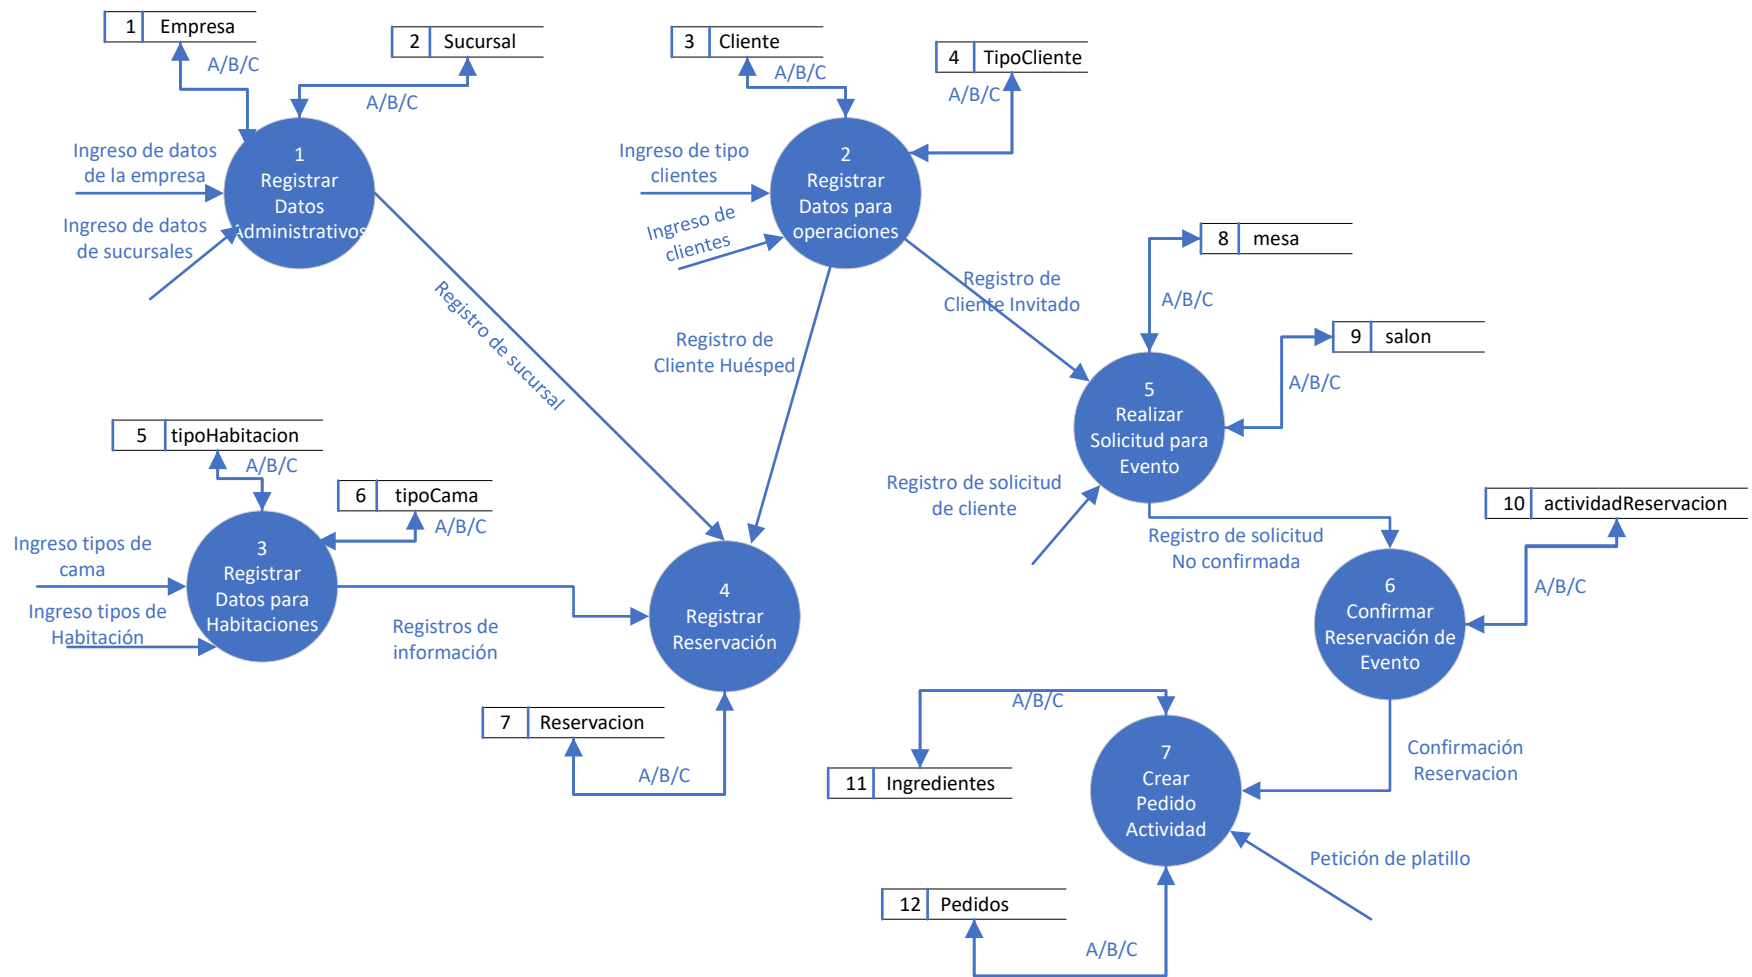 1 Empresa
A/B/C
2 Sucursal
A/B/C
3 Cliente
A/B/C
4 TipoCliente
A/B/C
Ingreso de datos
de la empresa
Ingreso de datos
de sucursales
1
Registrar
Datos
Administrativos
Ingreso de tipo
clientes
Ingreso de
clientes
2
Registrar
Datos para
operaciones
8 mesa
A/B/C
9 salon
A/B/C
Registro de
Cliente Invitado
Registro de sucursal
Registro de
Cliente Huésped
5
Realizar
Solicitud para
Evento
Registro de solicitud
de cliente
5 tipoHabitacion
A/B/C
6 tipoCama
A/B/C
Ingreso tipos de
cama
Ingreso tipos de
Habitación
3
Registrar
Datos para
Habitaciones
Registros de
información
4
Registrar
Reservación
7 Reservacion
A/B/C
Registro de solicitud
No confirmada
10 actividadReservacion
A/B/C
6
Confirmar
Reservación de
Evento
Confirmación
Reservacion
A/B/C
11 Ingredientes
7
Crear
Pedido
Actividad
Petición de platillo
12 Pedidos
A/B/C